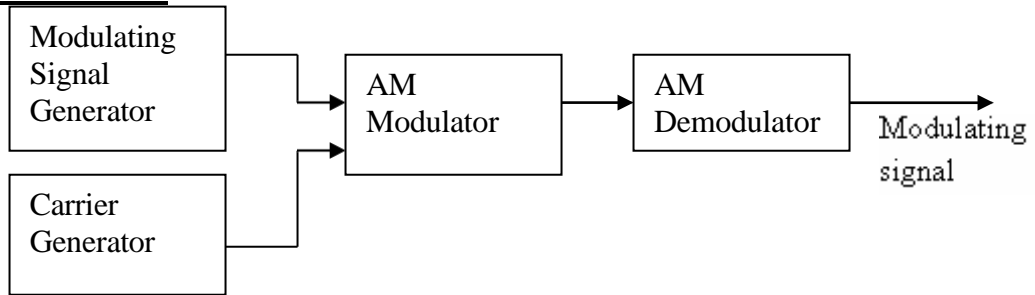 Modulating
Signal
Generator
AM
Modulator
AM
Demodulator
Modulating
signal
Carrier
Generator